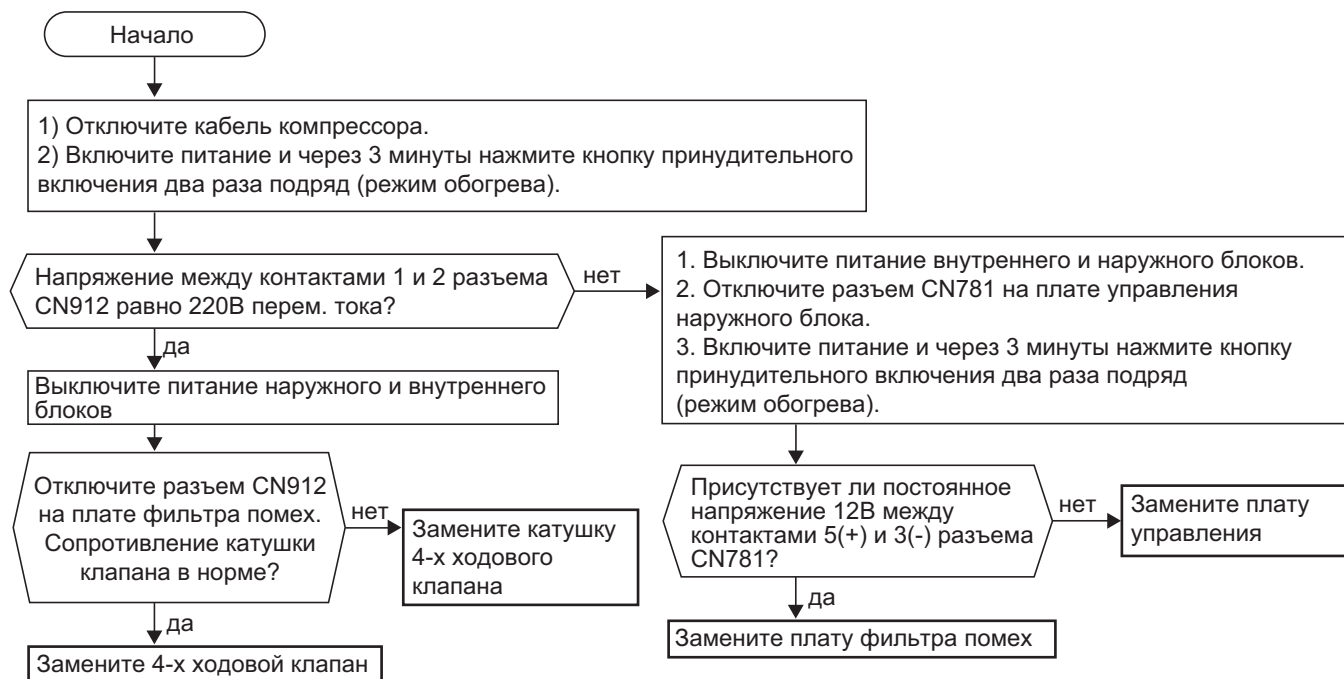 Начало
1) Отключите кабель компрессора.
2) Включите питание и через 3 минуты нажмите кнопку принудительного
включения два раза подряд (режим обогрева).
Напряжение между контактами 1 и 2 разъема
CN912 равно 220В перем. тока?
нет
1. Выключите питание внутреннего и наружного блоков.
2. Отключите разъем CN781 на плате управления
наружного блока.
3. Включите питание и через 3 минуты нажмите кнопку
принудительного включения два раза подряд
(режим обогрева).
да
Выключите питание наружного и внутреннего
блоков
Отключите разъем CN912
на плате фильтра помех.
Сопротивление катушки
клапана в норме?
нет
Замените катушку
4-х ходового
клапана
Присутствует ли постоянное
напряжение 12В между
контактами 5(+) и 3(-) разъема
CN781?
нет
Замените плату
управления
да
Замените 4-х ходовой клапан
да
Замените плату фильтра помех